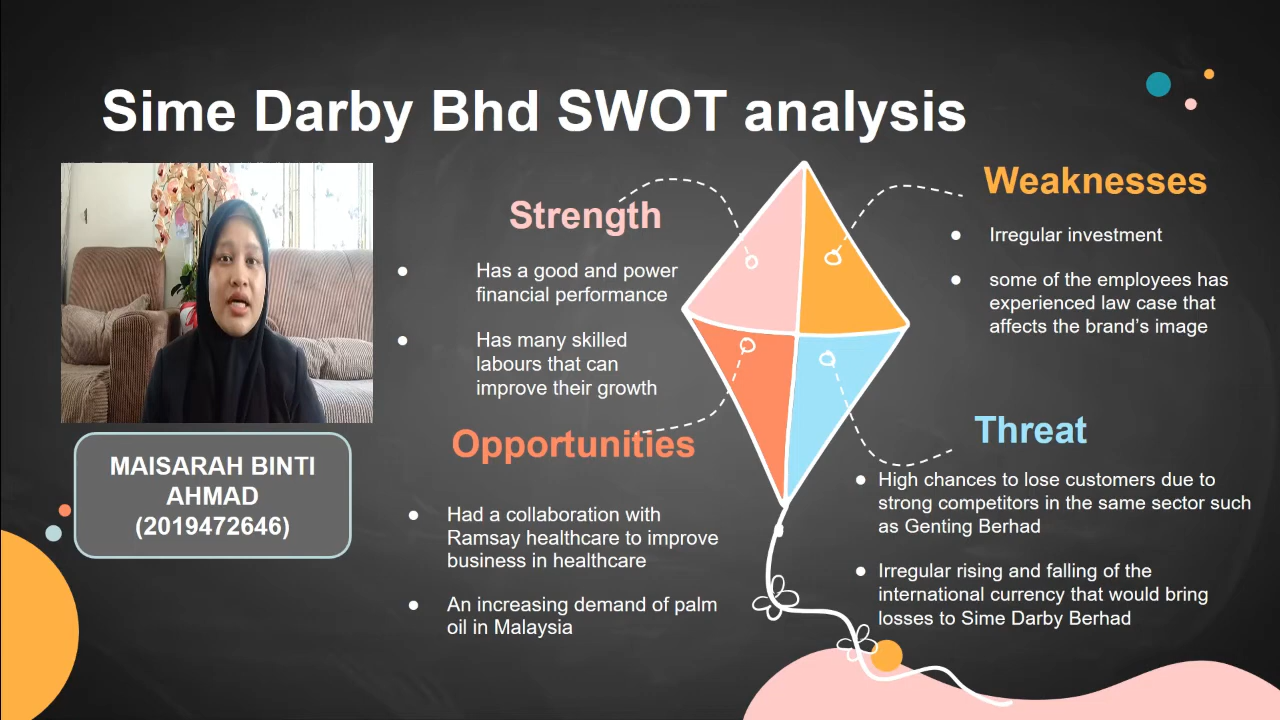 Sime Darby Bhd SWOT analysis
MAISARAH BINTI
AHMAD
(2019472646)
Strength
● Has a good and power
financial performance
● Has many skilled
labours that can
improve their growth
Opportunities
● Had a collaboration with
Ramsay healthcare to improve
business in healthcare
● An increasing demand of palm
oil in Malaysia
Weaknesses
● Irregular investment
● some of the employees has
experienced law case that
affects the brand’s image
Threat
● High chances to lose customers due to
strong competitors in the same sector such
as Genting Berhad
● Irregular rising and falling of the
international currency that would bring
losses to Sime Darby Berhad